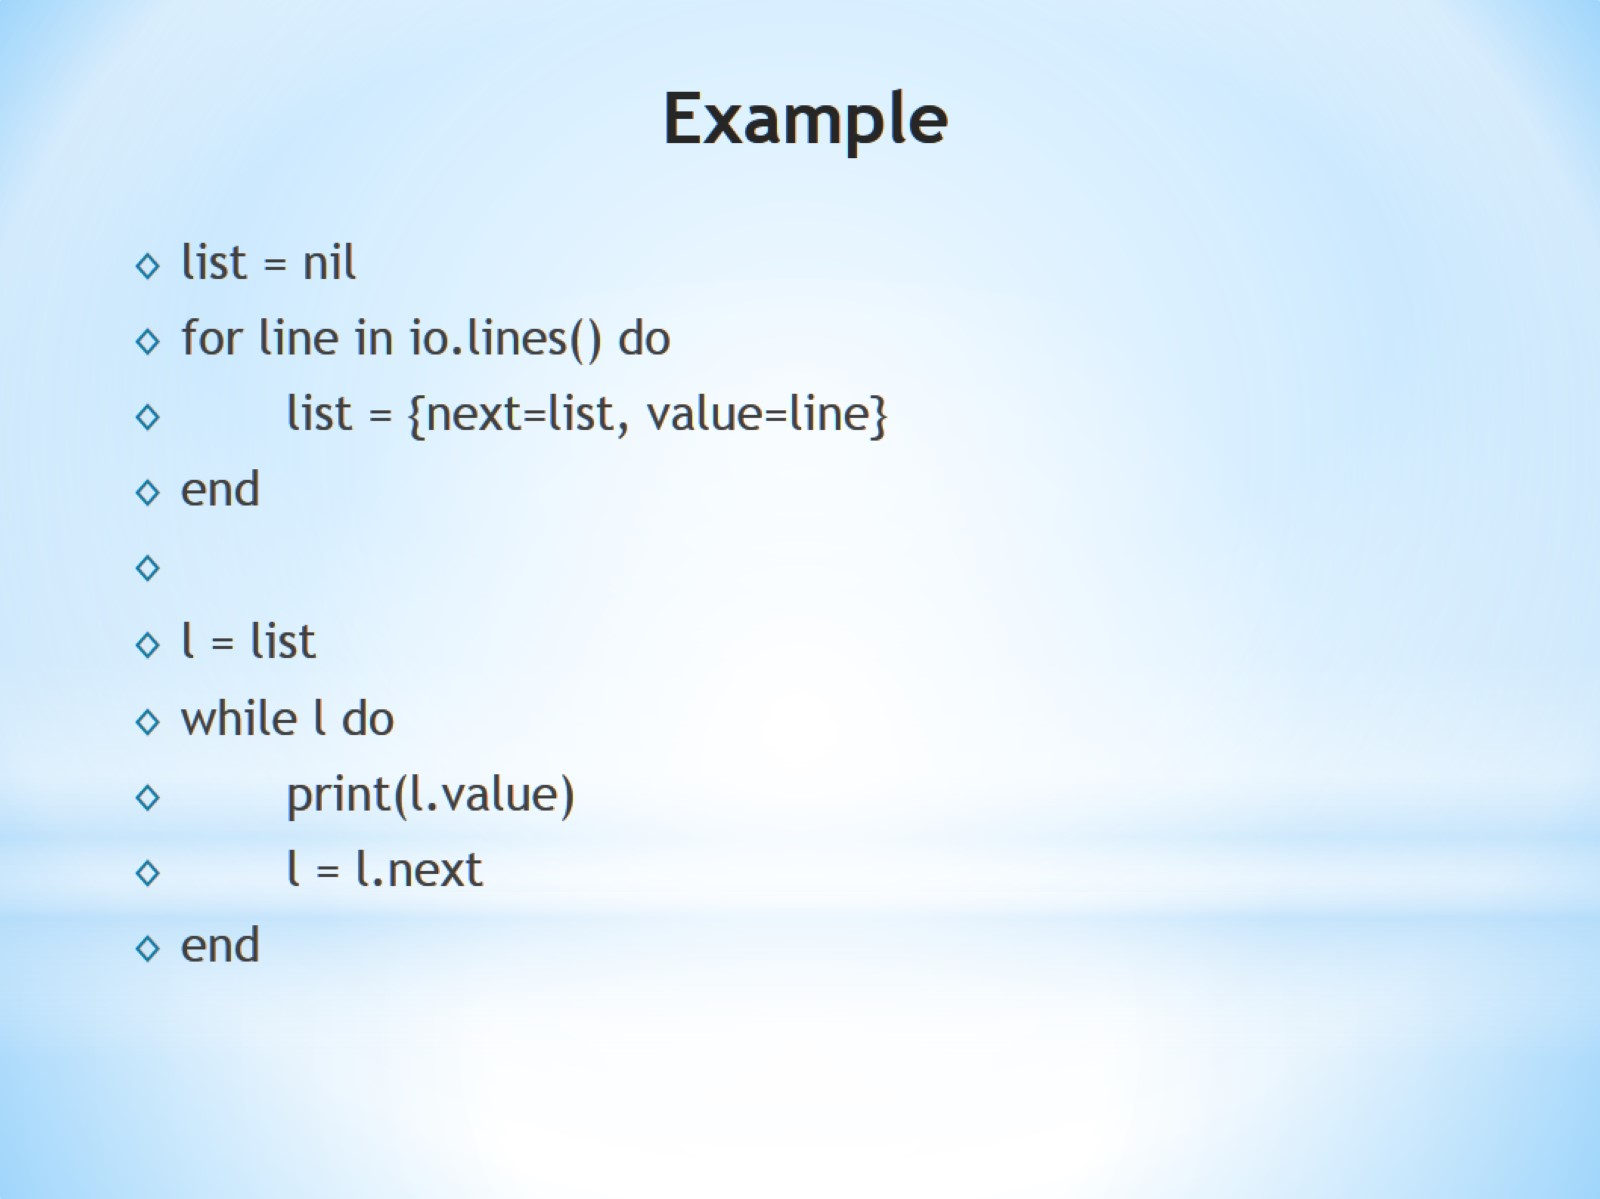 Example
list = nil
for line in io.lines() do
list = {next=list, value=line}
end
l = list
while l do
print(l.value)
l = l.next
end